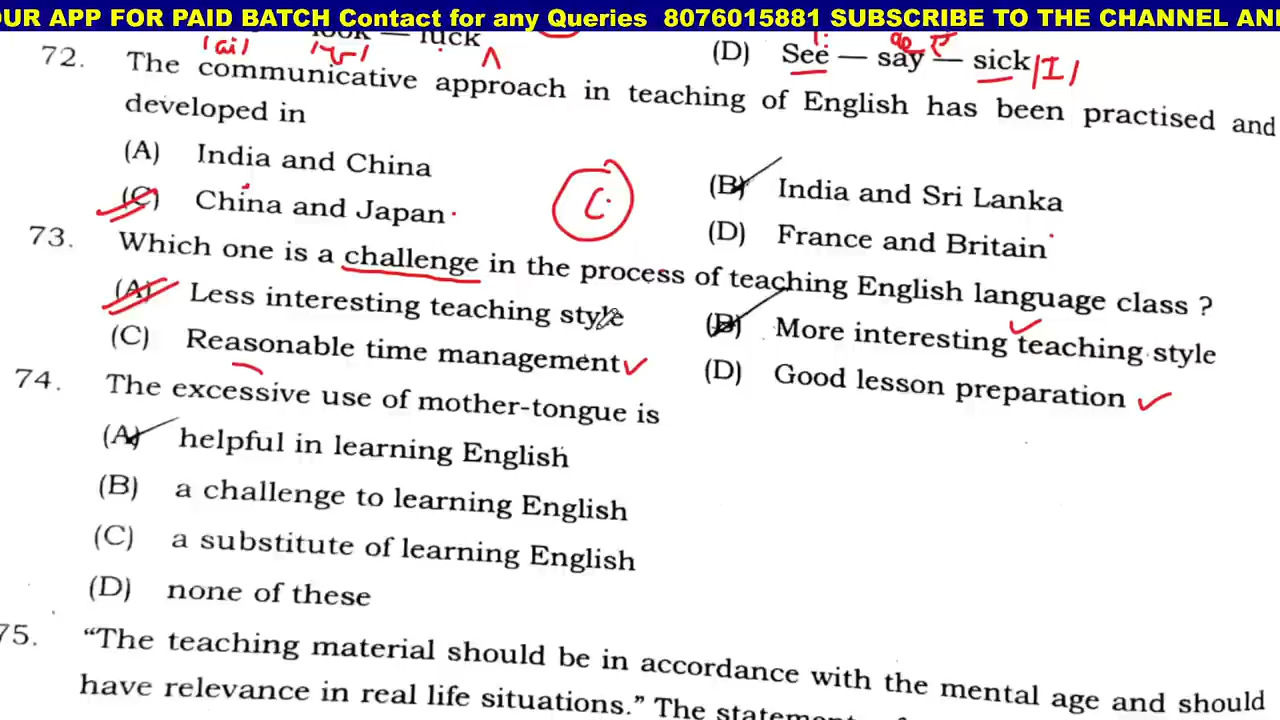 OUR APP FOR PAID BATCH Contact for any Queries 8076015881 SUBSCRIBE TO THE CHANNEL AN
look — luck
(D) See — say — sick /I/
72. The communicative approach in teaching of English has been practised and
developed in
(A) India and China
(B) India and Sri Lanka
(C) China and Japan
(D) France and Britain
73. Which one is a challenge in the process of teaching English language class ?
(A) Less interesting teaching style
(B) More interesting teaching style
(C) Reasonable time management
(D) Good lesson preparation
74. The excessive use of mother-tongue is
(A) helpful in learning English
(B) a challenge to learning English
(C) a substitute of learning English
(D) none of these
75. "The teaching material should be in accordance with the mental age and should
have relevance in real life situations." The statement